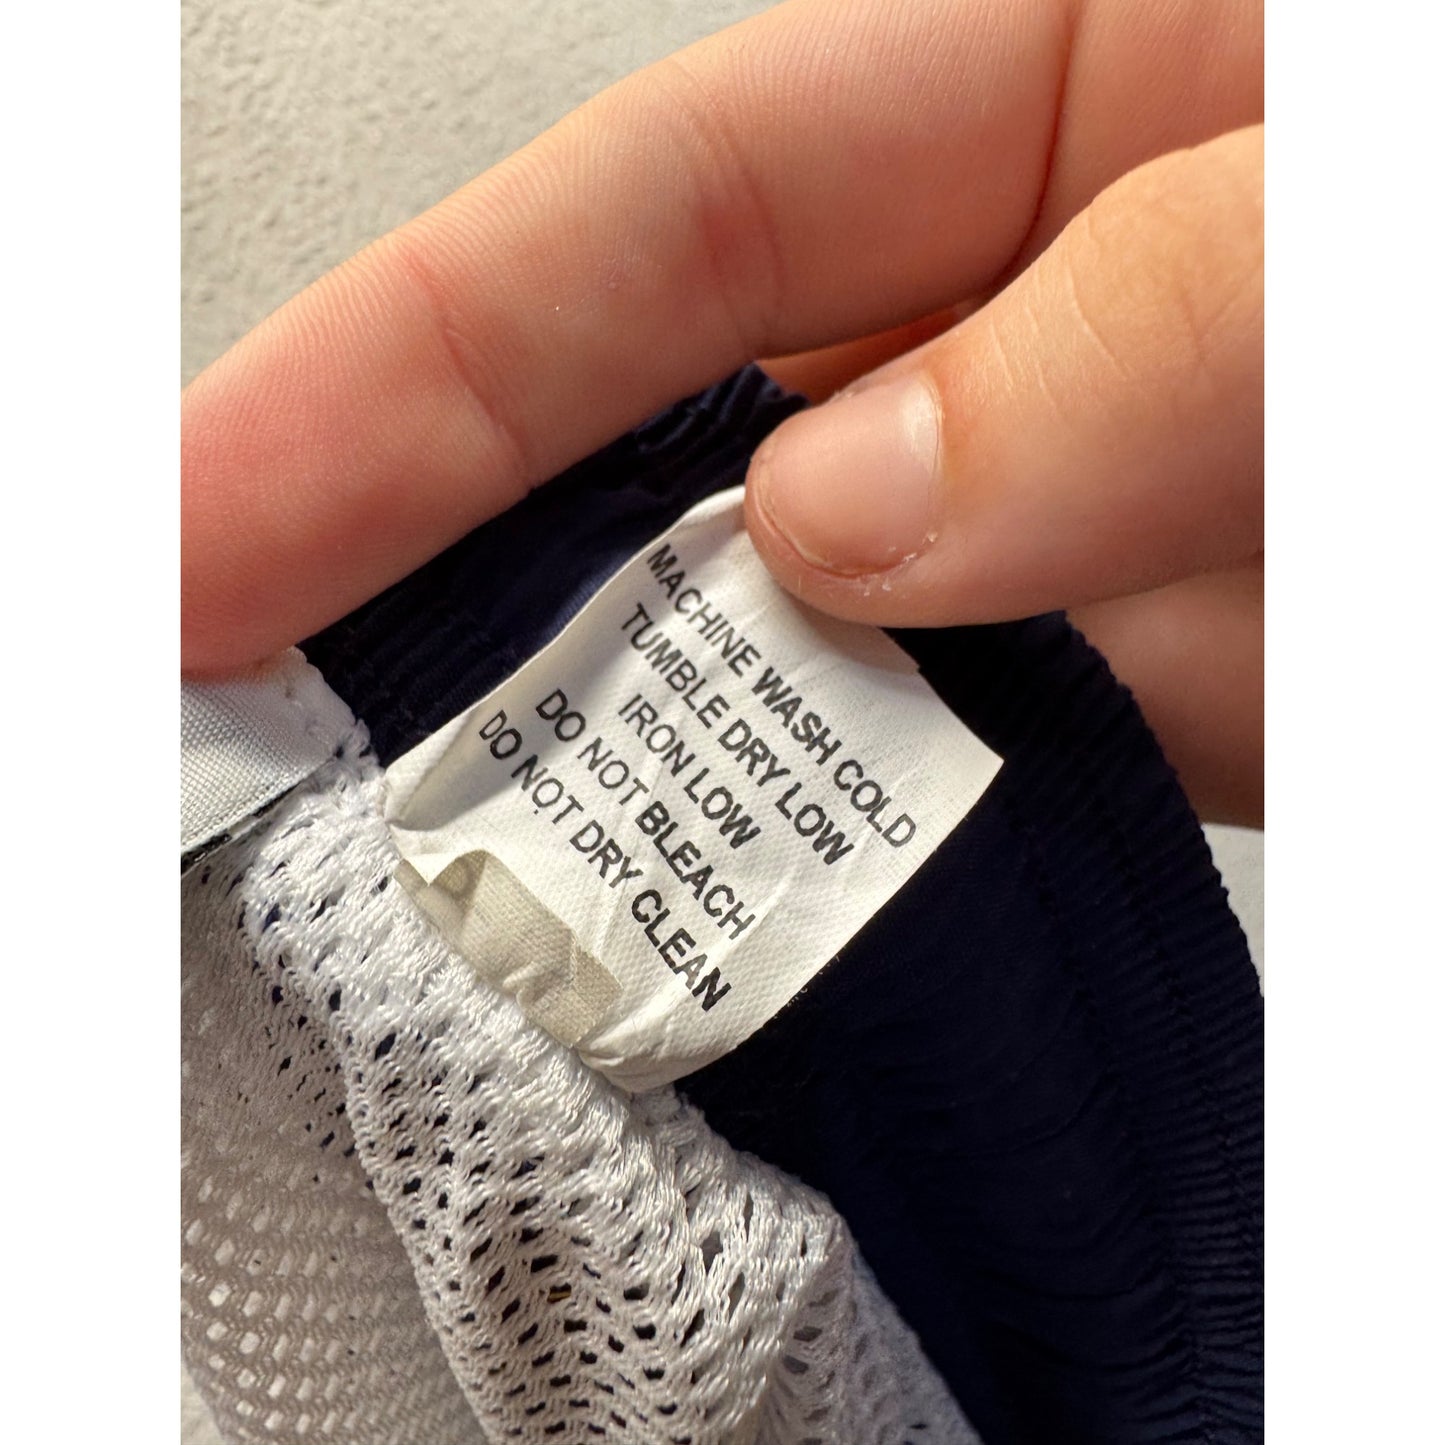 MACHINE WASH COLD
TUMBLE DRY LOW
IRON LOW
DO NOT BLEACH
DO NOT DRY CLEAN